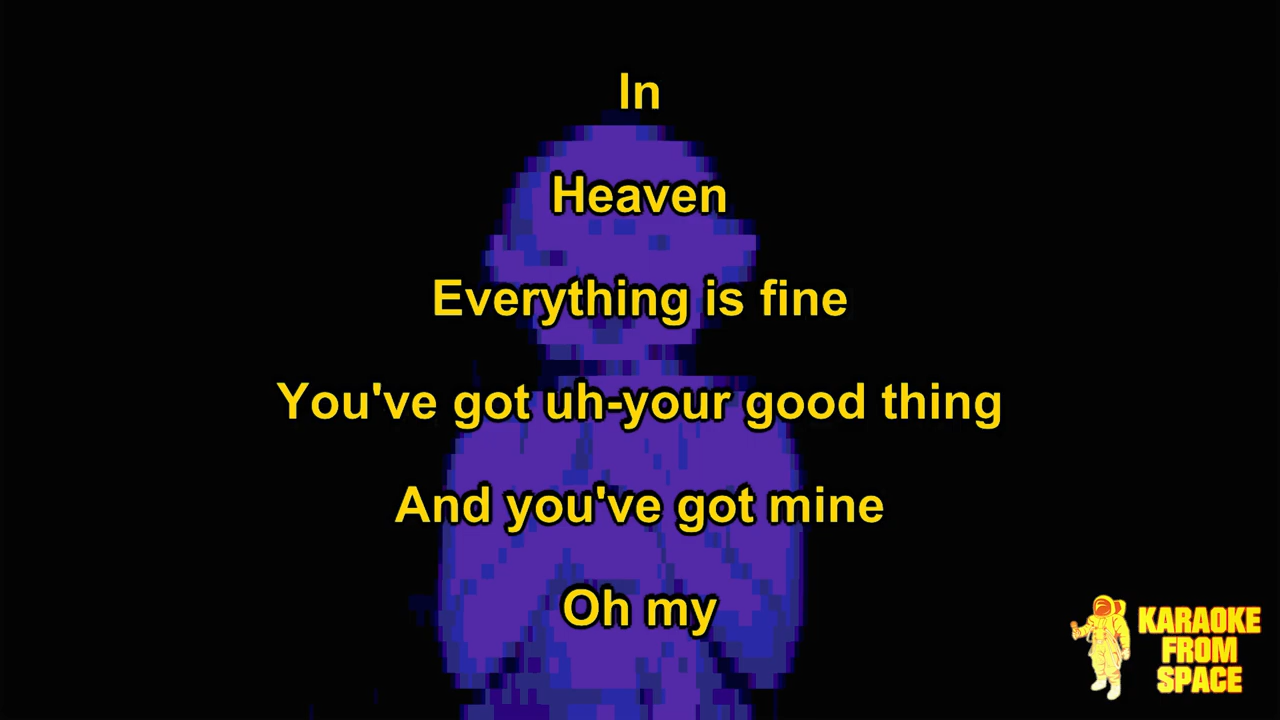 In
Heaven
Everything is fine
You've got uh-your good thing
And you've got mine
Oh my
KARAOKE
FROM
SPACE